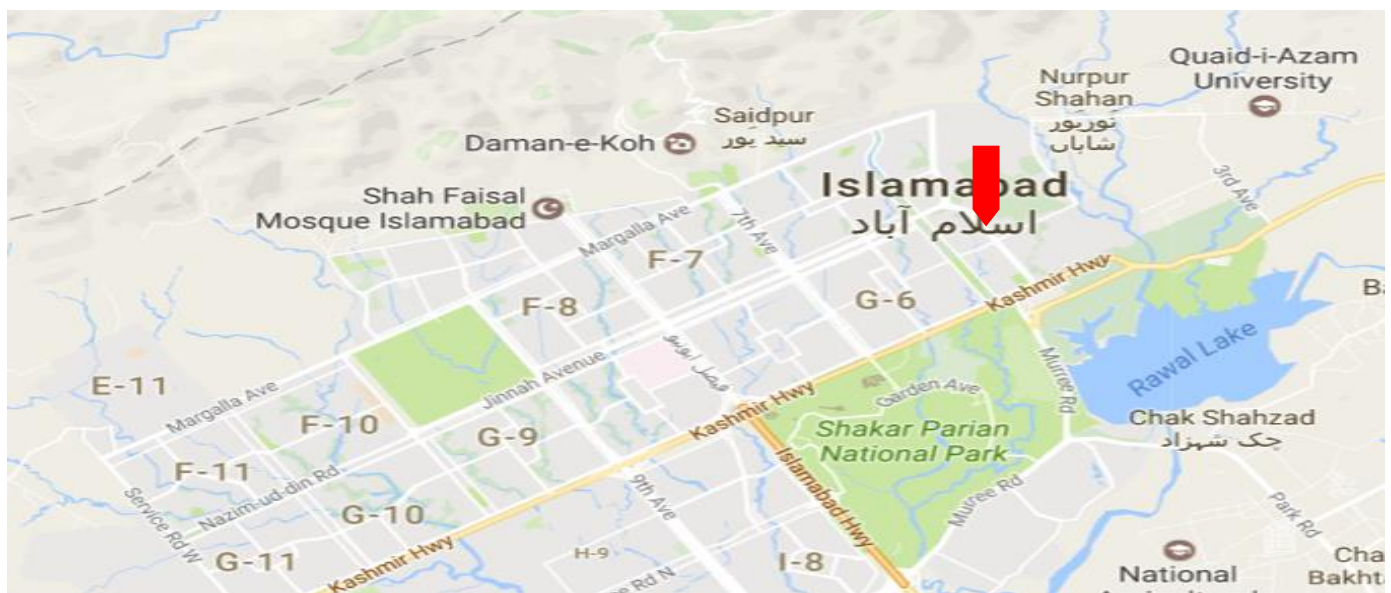 Quaid-i-Azam
University
Nurpur
Shahan
نورپور
شاہاں
Saidpur
سید پور
Daman-e-Koh
Islamabad
اسلام آباد
3rd Ave
Shah Faisal
Mosque Islamabad
Margalla Ave
7th Ave
F-7
Kashmir Hwy
G-6
F-8
فیصل ایونیو
Rawal Lake
E-11
Margalla Ave
Jinnah Avenue
Garden Ave
Murree Rd
F-10
Kashmir Hwy
Shakar Parian
National Park
Chak Shahzad
چک شہزاد
G-9
F-11
Nazim-ud-din Rd
Islamabad Hwy
9th Ave
Murree Rd
Park Rd
Service Rd W
G-10
G-11
Kashmir Hwy
H-9
I-8
Rd N
National